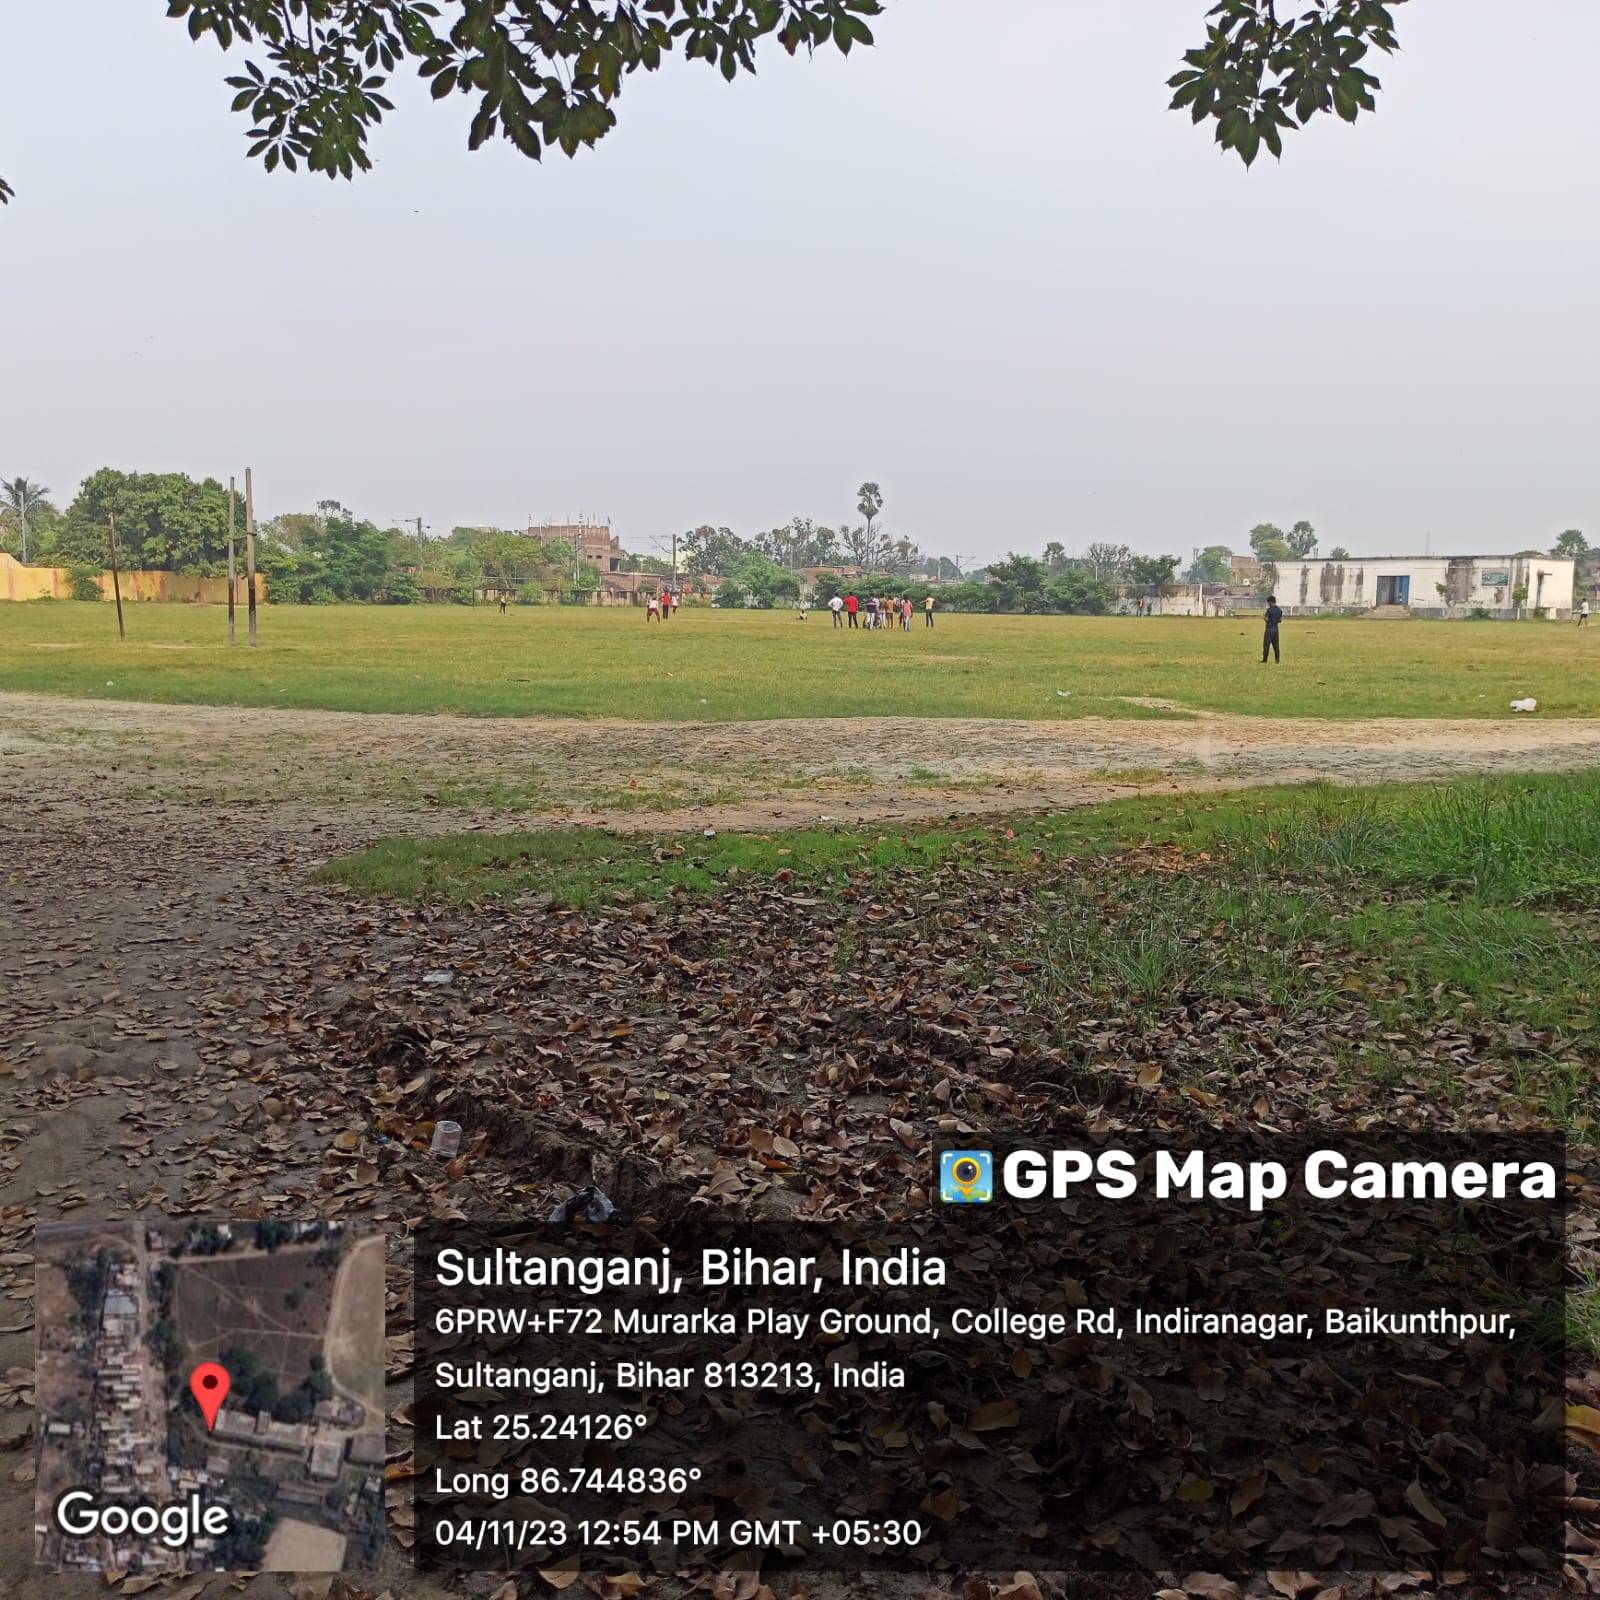 GPS Map Camera
Sultanganj, Bihar, India
6PRW+F72 Murarka Play Ground, College Rd, Indiranagar, Baikunthpur,
Sultanganj, Bihar 813213, India
Lat 25.24126°
Long 86.744836°
04/11/23 12:54 PM GMT +05:30
Google